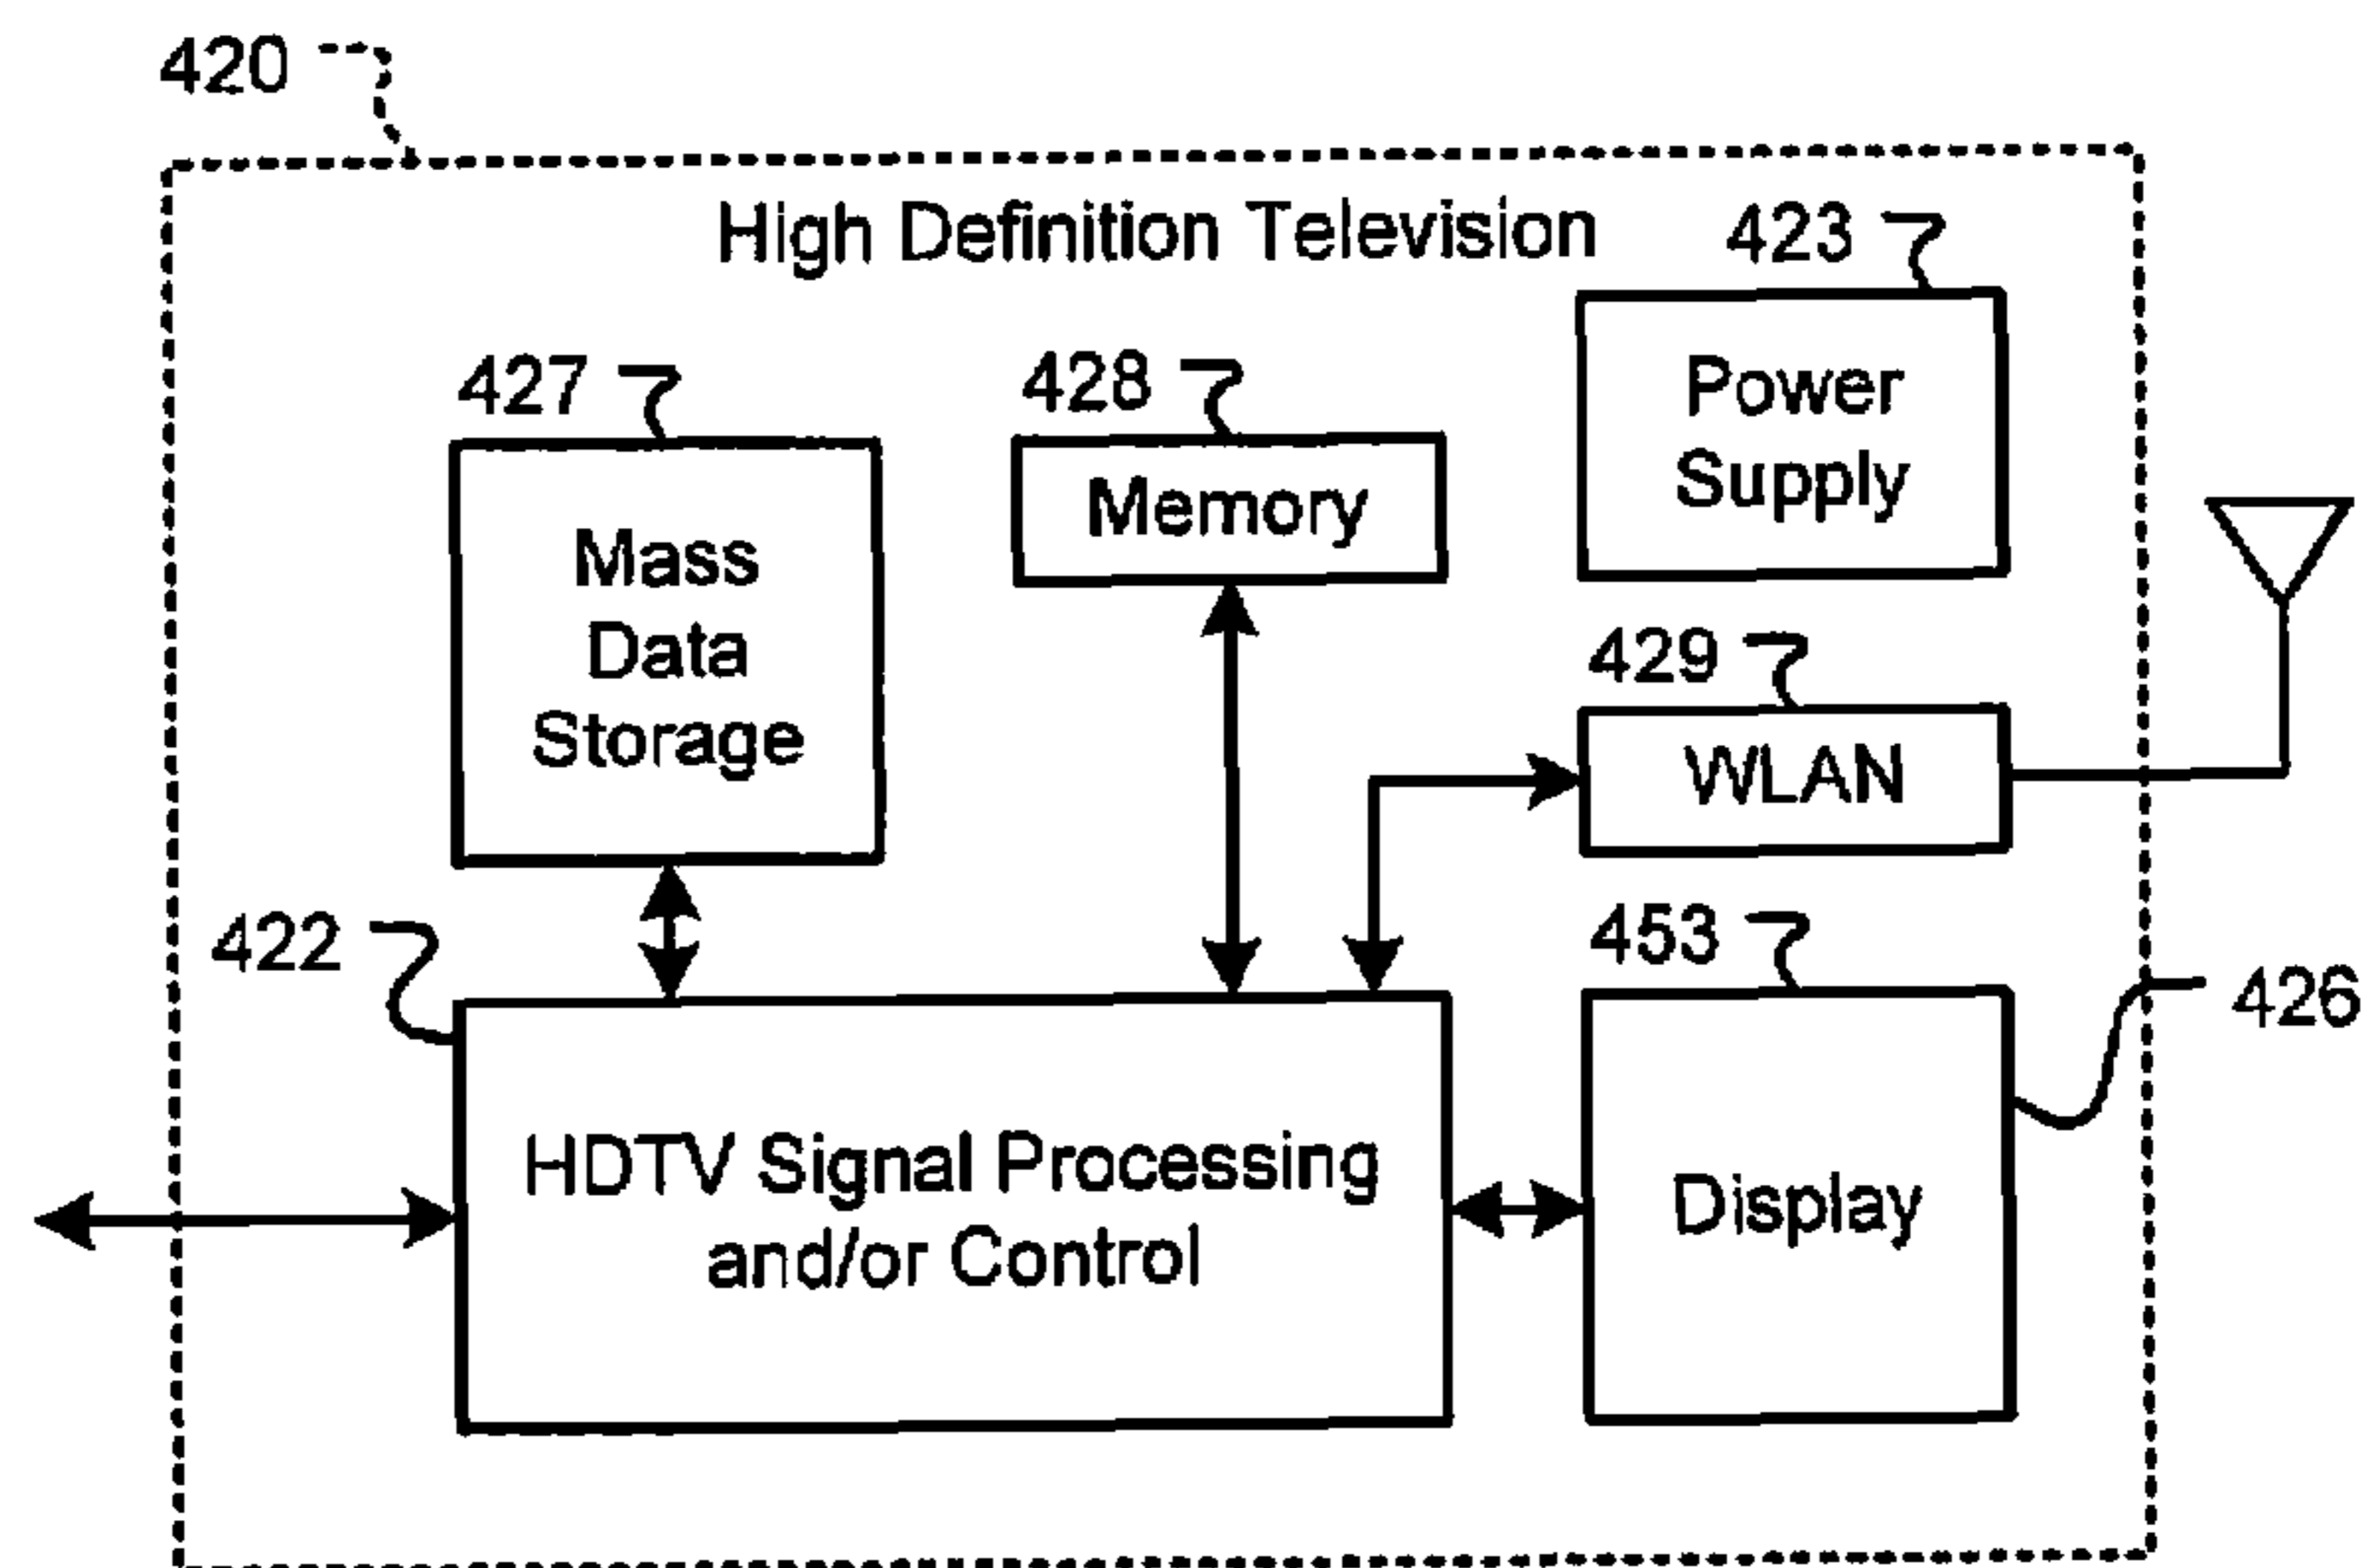 420
High Definition Television
423
Power
Supply
427
Mass
Data
Storage
428
Memory
429
WLAN
422
HDTV Signal Processing
and/or Control
453
Display
426